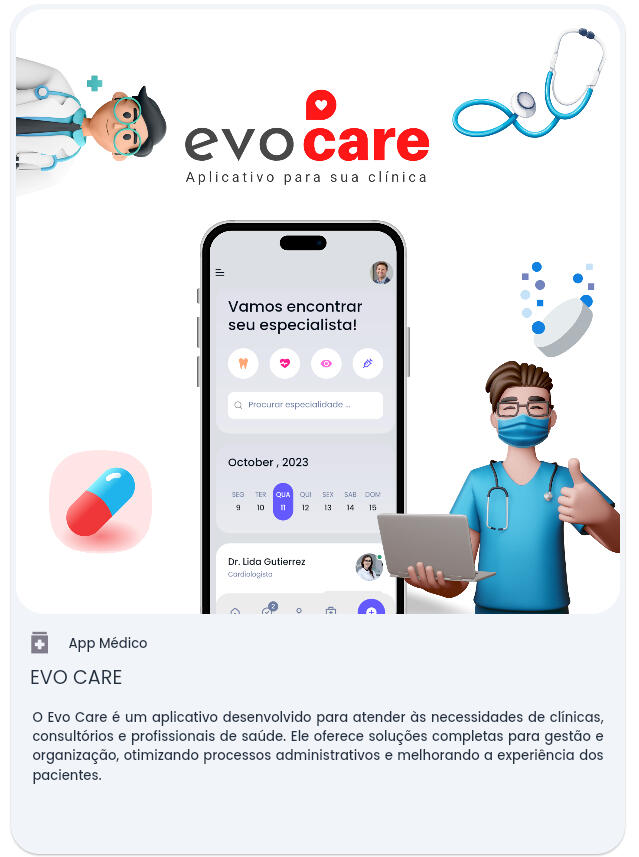 evocare
Aplicativo para sua clínica
Vamos encontrar
seu especialista!
Procurar especialidade ...
October , 2023
SEG TER QUA QUI SEX SAB DOM
9 10 11 12 13 14 15
Dr. Lida Gutierrez
Cardiologista
2
App Médico
EVO CARE
O Evo Care é um aplicativo desenvolvido para atender às necessidades de clínicas,
consultórios e profissionais de saúde. Ele oferece soluções completas para gestão e
organização, otimizando processos administrativos e melhorando a experiência dos
pacientes.